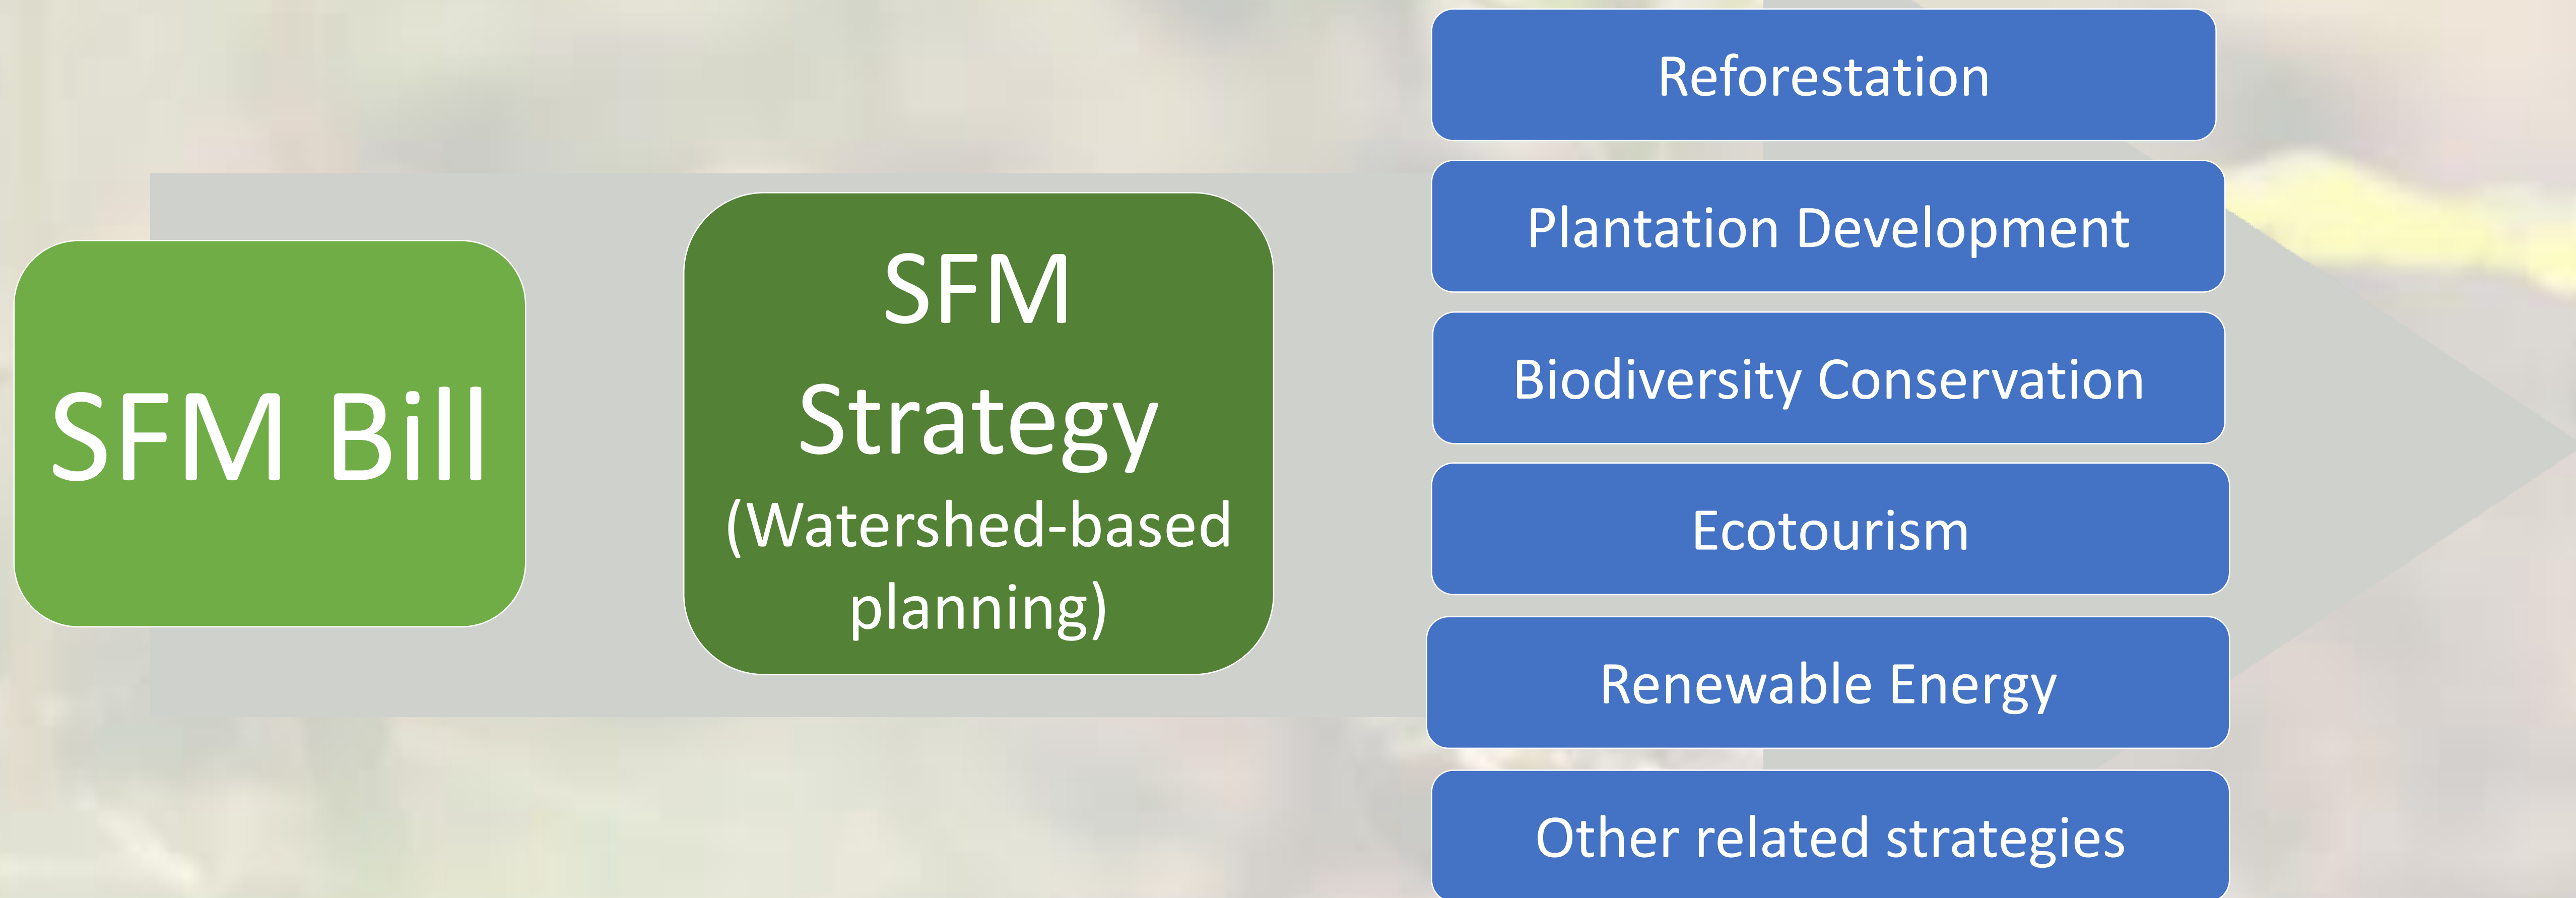 SFM Bill
SFM
Strategy
(Watershed-based
planning)
Reforestation
Plantation Development
Biodiversity Conservation
Ecotourism
Renewable Energy
Other related strategies